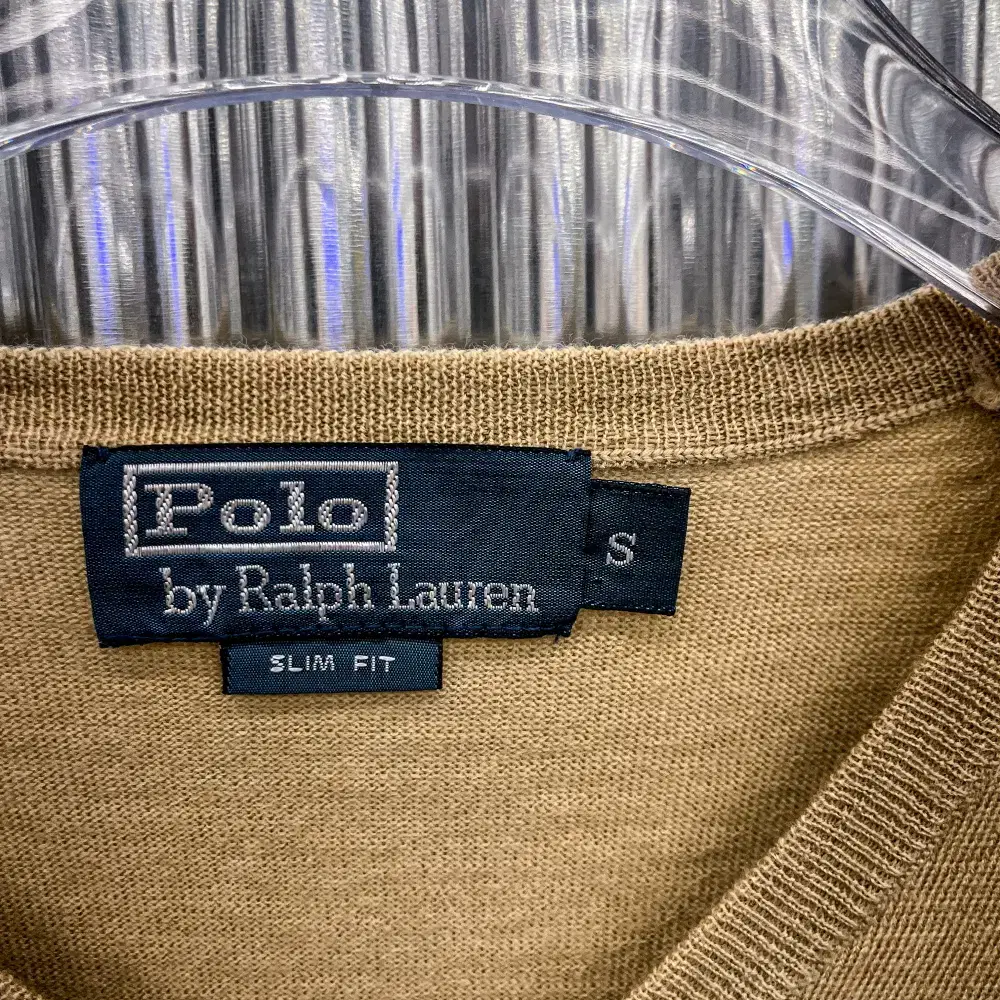 Polo
by Ralph Lauren
S
SLIM FIT